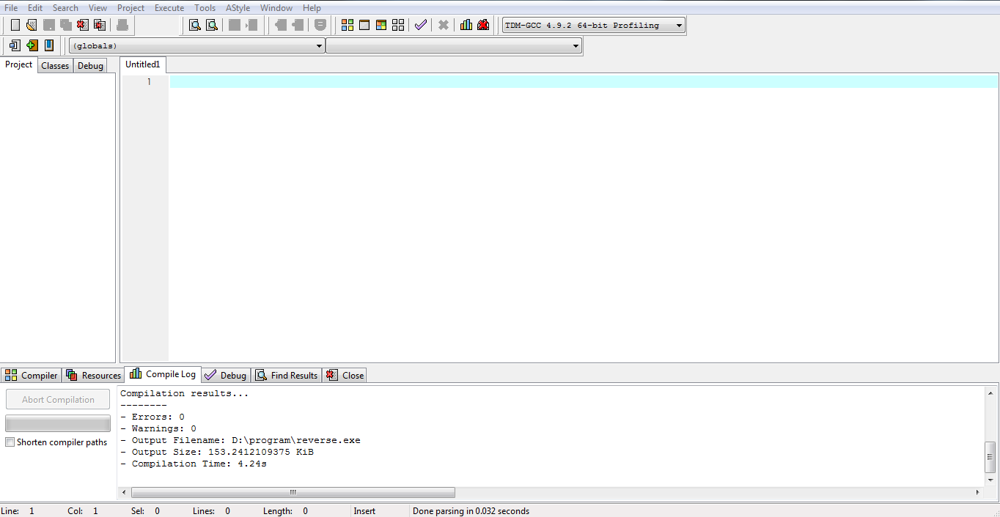 File Edit Search View Project Execute Tools AStyle Window Help
TDM-GCC 4.9.2 64-bit Profiling
(globals)
Project Classes Debug Untitled1
1
Compiler Resources Compile Log Debug Find Results Close
Abort Compilation
Shorten compiler paths
Compilation results...
--------
- Errors: 0
- Warnings: 0
- Output Filename: D:\program\reverse.exe
- Output Size: 153.2412109375 KiB
- Compilation Time: 4.24s
Line: 1 Col: 1 Sel: 0 Lines: 0 Length: 0 Insert Done parsing in 0.032 seconds